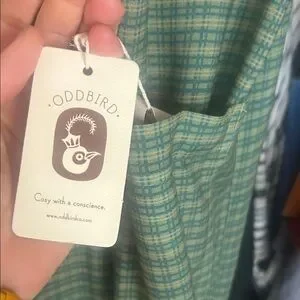 ·ODDBIRD·
Cosy with a conscience.
www.oddbirdco.com